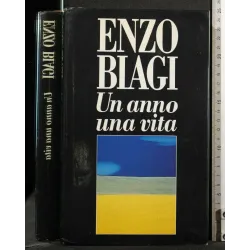 ENZO
BIAGI
Un anno
una vita
ENZO BIAGI
Un anno una vita